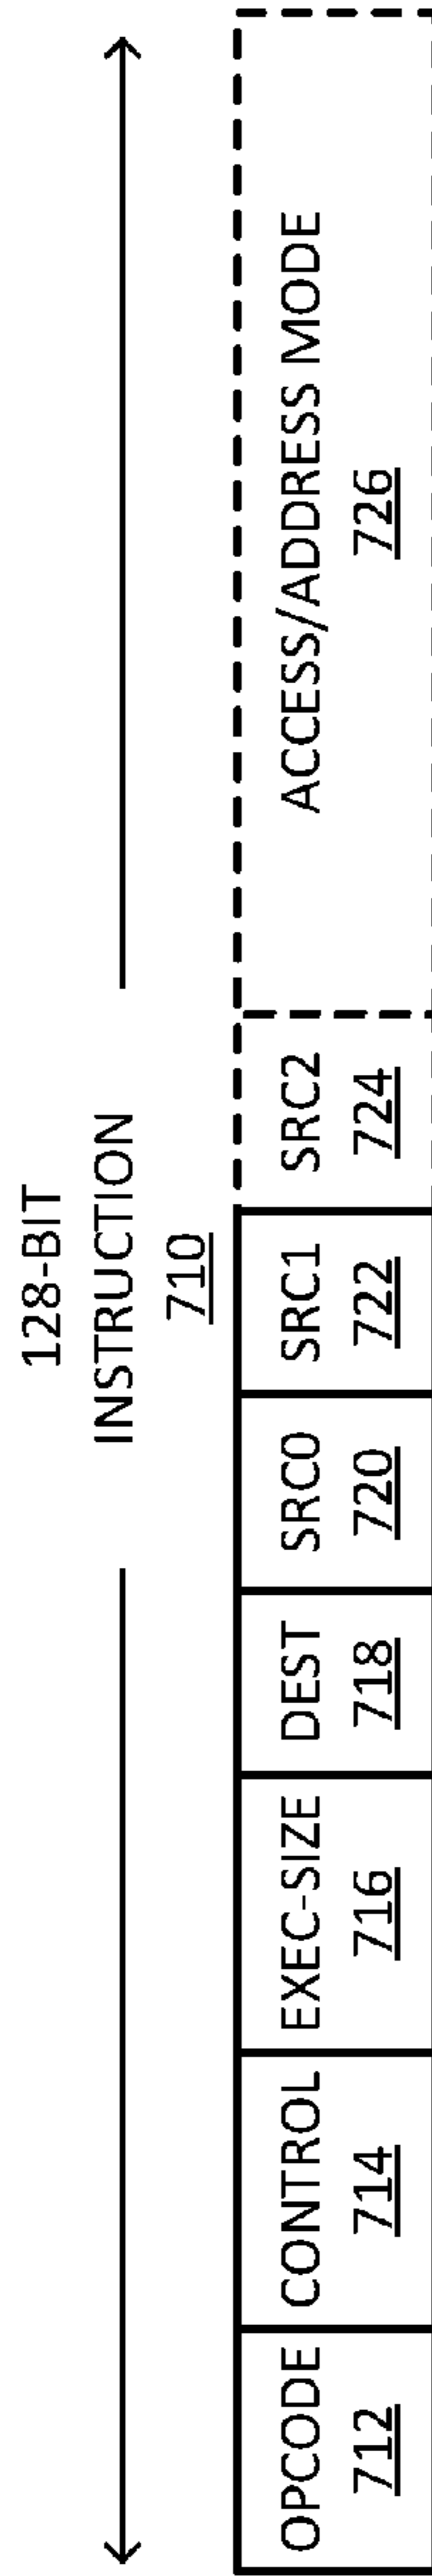 128-BIT
INSTRUCTION
710
OPCODE
712
CONTROL
714
EXEC-SIZE
716
DEST
718
SRC0
720
SRC1
722
SRC2
724
ACCESS/ADDRESS MODE
726